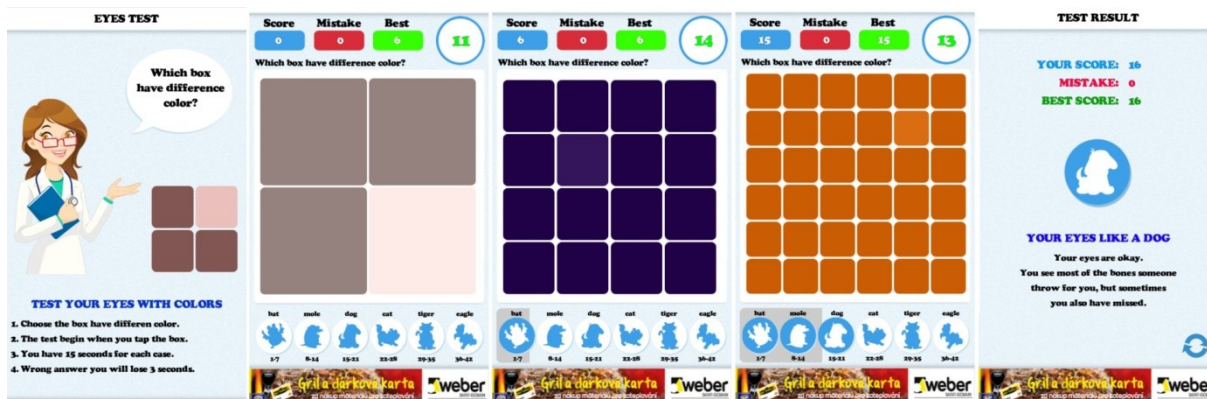 EYES TEST
Which box
have difference
color?
TEST YOUR EYES WITH COLORS
1. Choose the box have differen color.
2. The test begin when you tap the box.
3. You have 15 seconds for each case.
4. Wrong answer you will lose 3 seconds.
Score Mistake Best
0 0 6 11
Which box have difference color?
bat mole dog cat tiger eagle
1-7 8-14 15-21 22-28 29-35 36-42
Gril a dárková karta
weber
Score Mistake Best
6 0 6 14
Which box have difference color?
bat mole dog cat tiger eagle
1-7 8-14 15-21 22-28 29-35 36-42
Gril a dárková karta
weber
Score Mistake Best
15 0 15 13
Which box have difference color?
bat mole dog cat tiger eagle
1-7 8-14 15-21 22-28 29-35 36-42
Gril a dárková karta
weber
TEST RESULT
YOUR SCORE: 16
MISTAKE: 0
BEST SCORE: 16
YOUR EYES LIKE A DOG
Your eyes are okay.
You see most of the bones someone
throw for you, but sometimes
you also have missed.
Gril a dárková karta
we